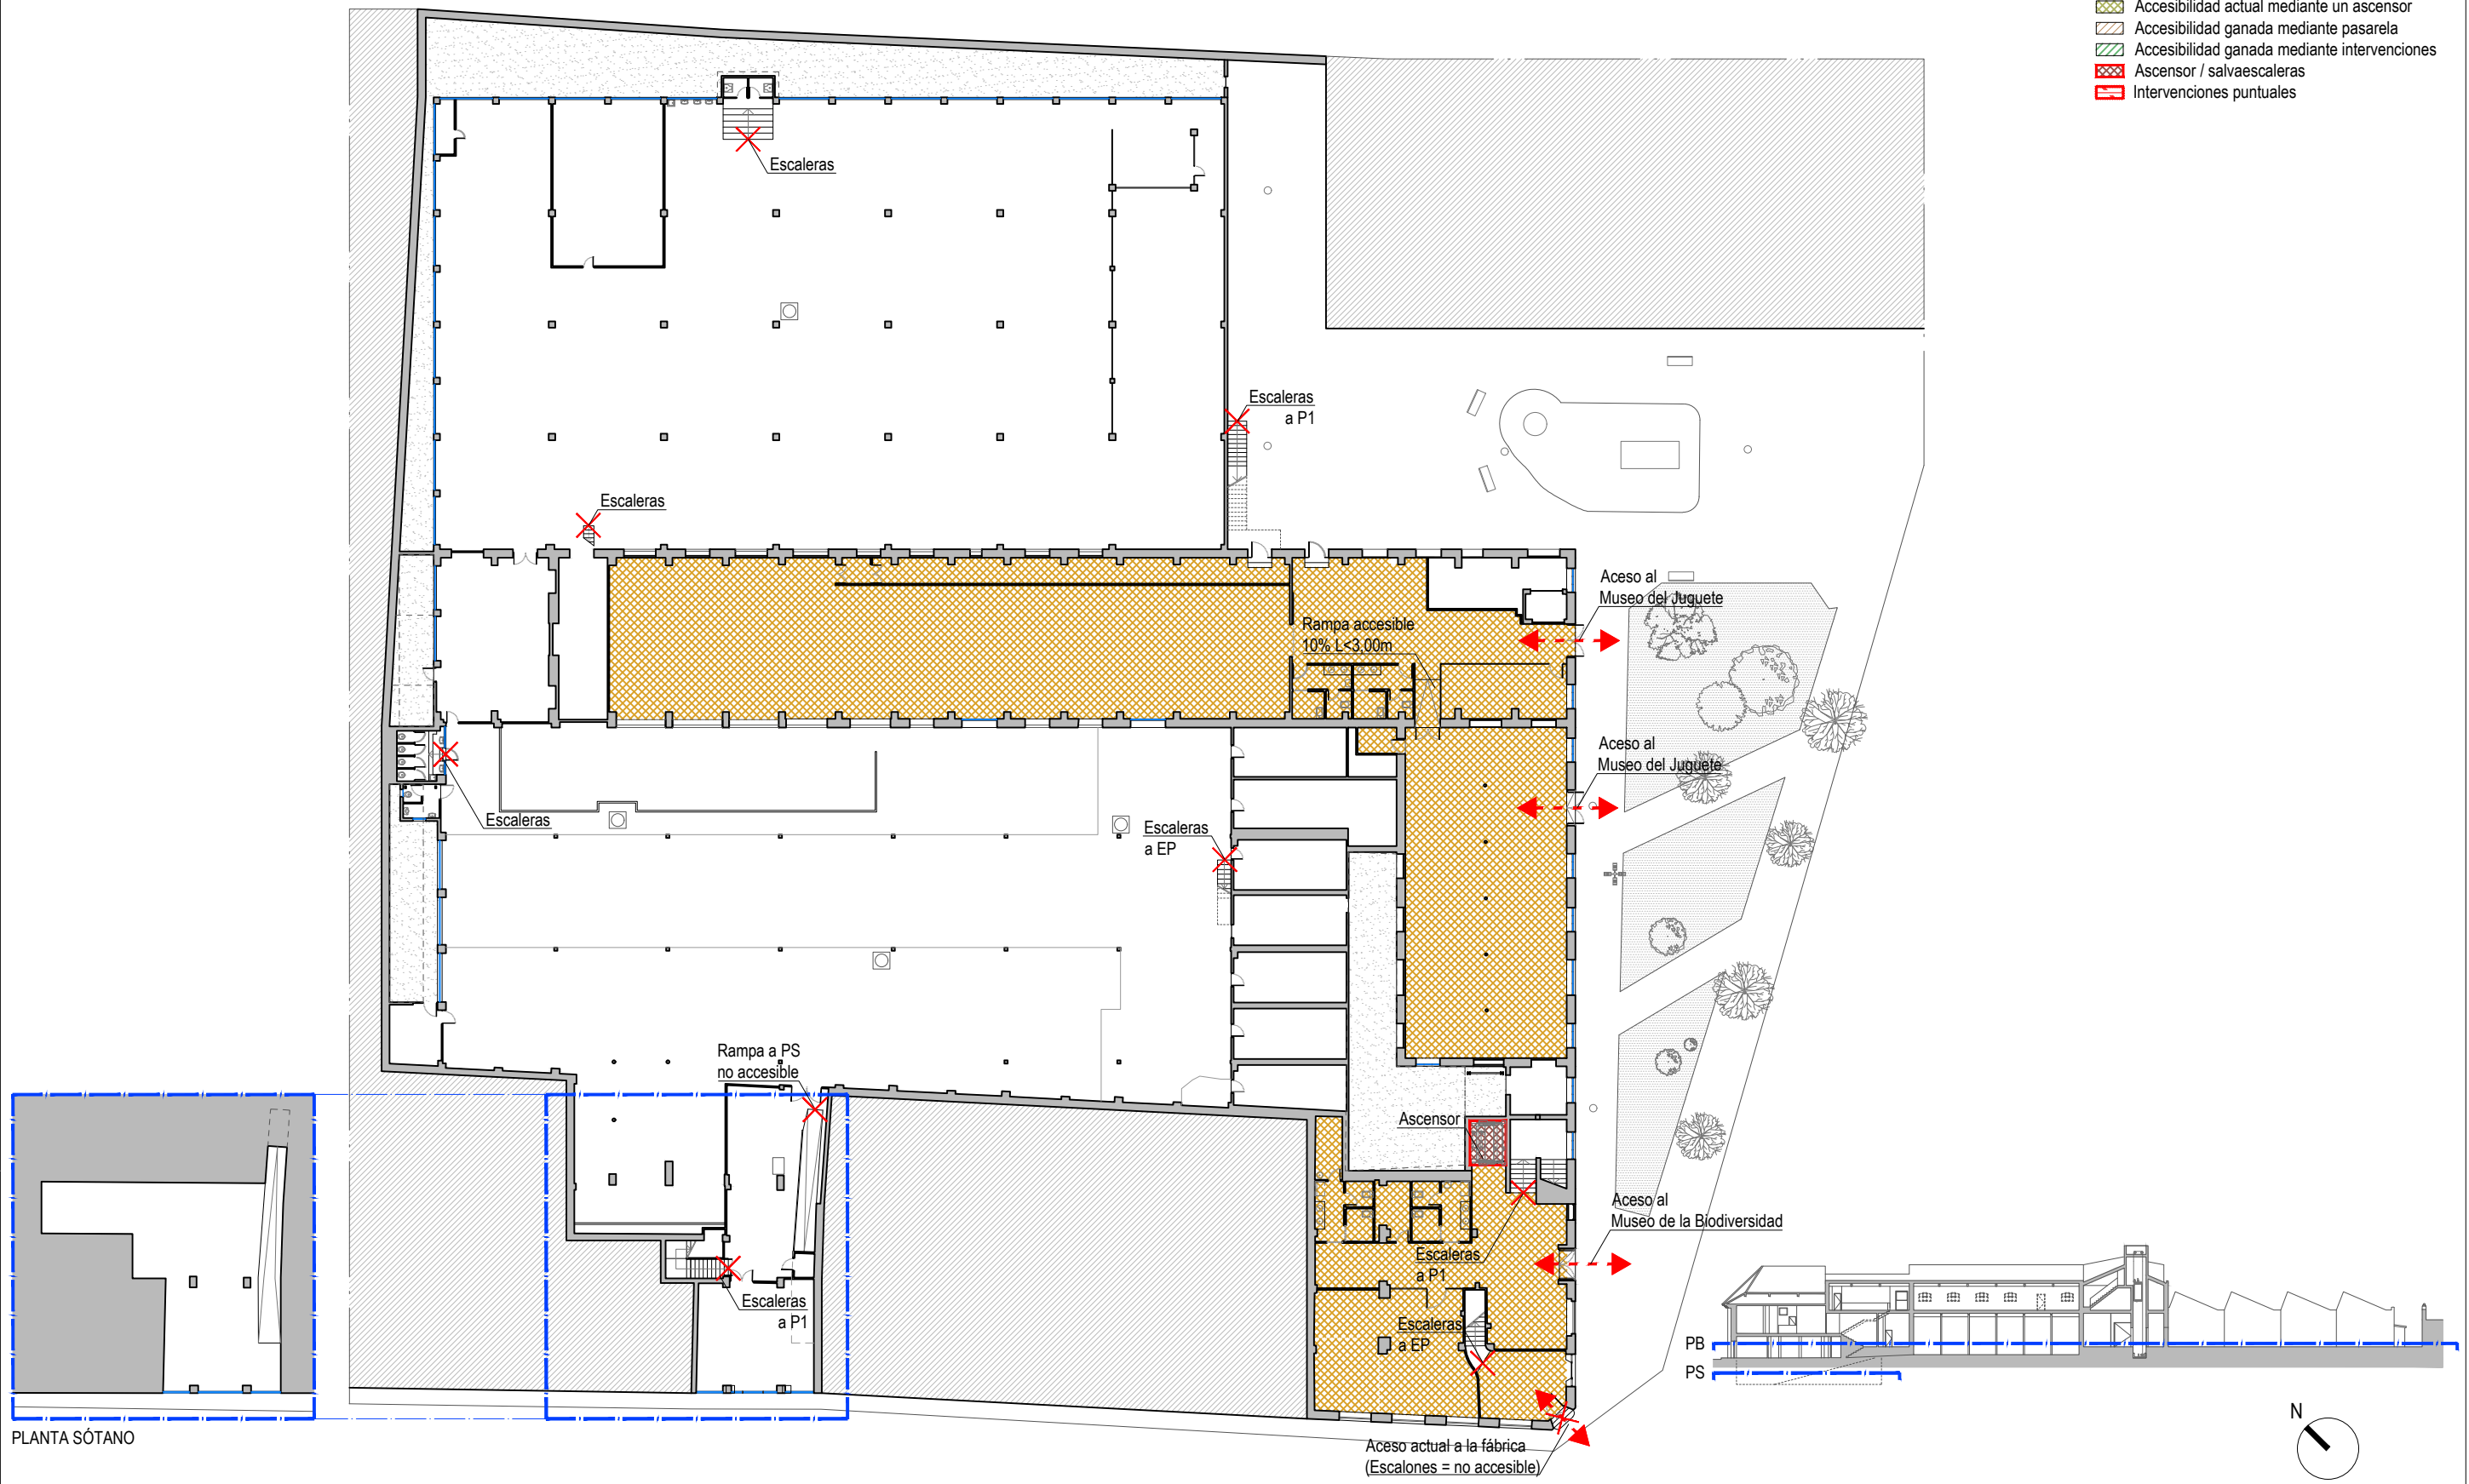 Accesibilidad actual mediante un ascensor
Accesibilidad ganada mediante pasarela
Accesibilidad ganada mediante intervenciones
Ascensor / salvaescaleras
Intervenciones puntuales
Escaleras
Escaleras
a P1
Escaleras
Aceso al
Museo del Juguete
Rampa accesible
10% L<3,00m
Aceso al
Museo del Juguete
Escaleras
Escaleras
a EP
Rampa a PS
no accesible
Ascensor
Aceso al
Museo de la Biodiversidad
Escaleras
a P1
Escaleras
a P1
Escaleras
a EP
PB
PS
N
PLANTA SÓTANO
Aceso actual a la fábrica
(Escalones = no accesible)